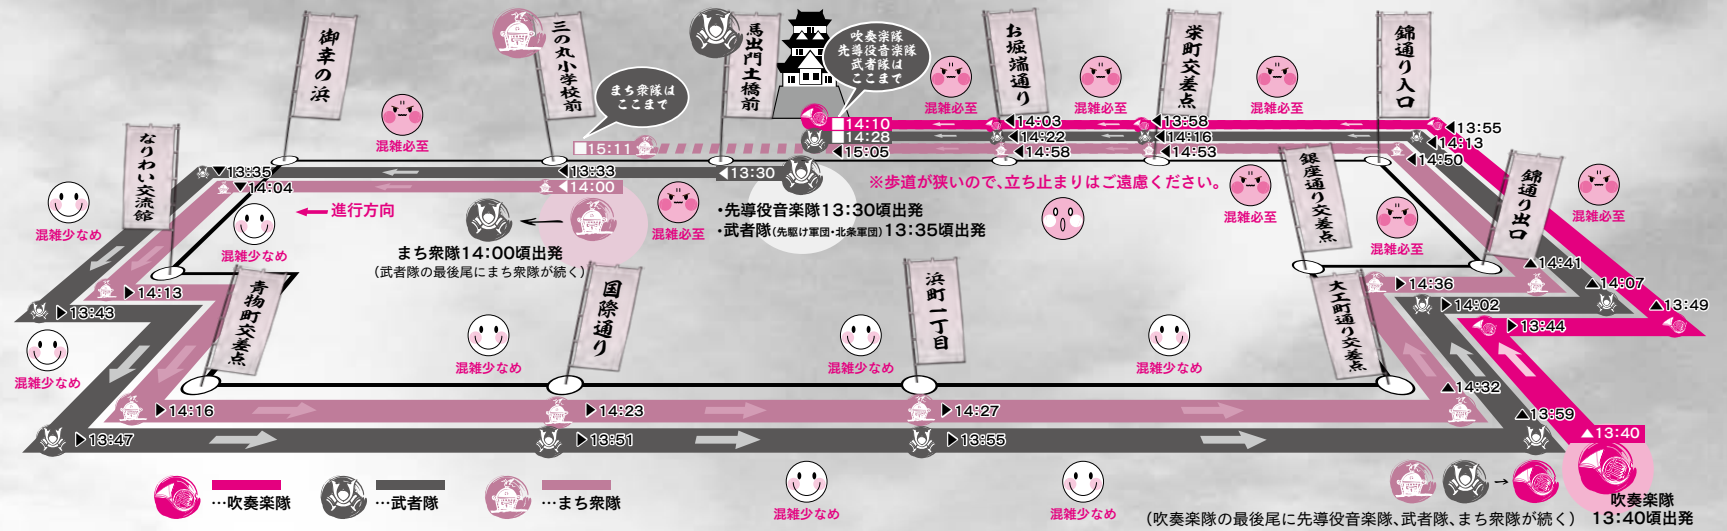 御幸の浜
三の丸小学校前
馬出門土橋前
吹奏楽隊
先導役音楽隊
武者隊は
ここまで
お堀端通り
栄町交差点
錦通り入口
混雑必至
混雑必至
混雑必至
まち衆隊は
ここまで
混雑必至
なりわい交流館
14:10
14:28
15:05
14:03
14:22
14:58
13:58
14:16
14:53
13:55
14:13
14:50
15:11
13:35
14:04
13:33
14:00
13:30
※歩道が狭いので、立ち止まりはご遠慮ください。
銀座通り交差点
錦通り出口
混雑少なめ
混雑少なめ
進行方向
まち衆隊14:00頃出発
(武者隊の最後尾にまち衆隊が続く)
混雑必至
・先導役音楽隊13:30頃出発
・武者隊(先駆け軍団・北条軍団)13:35頃出発
混雑必至
混雑必至
混雑必至
14:13
13:43
青物町交差点
国際通り
浜町一丁目
大工町通り交差点
14:36
14:41
14:02
14:07
13:44
13:49
混雑少なめ
混雑少なめ
混雑少なめ
混雑少なめ
14:16
14:23
14:27
14:32
13:47
13:51
13:55
13:59
13:40
…吹奏楽隊
…武者隊
…まち衆隊
混雑少なめ
混雑少なめ
吹奏楽隊
13:40頃出発
(吹奏楽隊の最後尾に先導役音楽隊、武者隊、まち衆隊が続く)